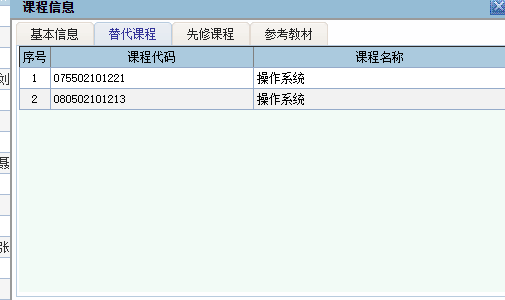 课程信息
基本信息 替代课程 先修课程 参考教材
序号 课程代码 课程名称
1 075502101221 操作系统
2 080502101213 操作系统
刘
聂
张